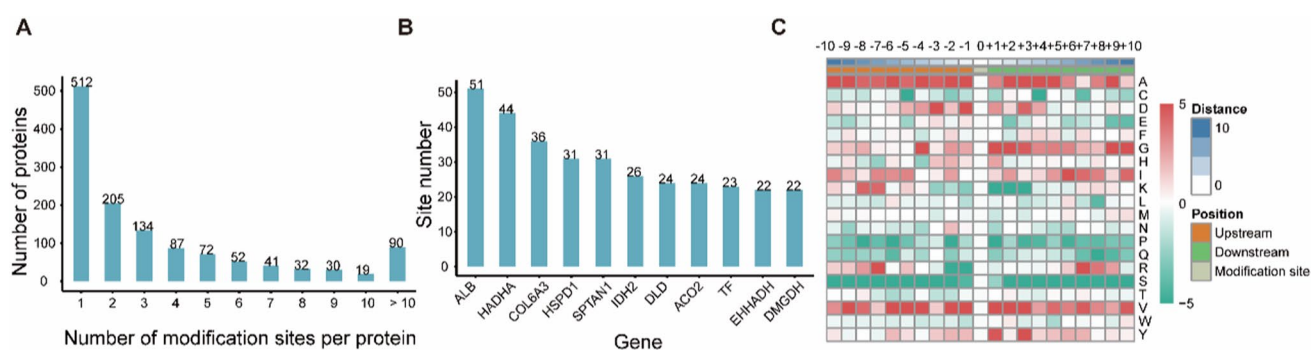 A
512
205
134
87
72
52
41
32
30
19
90
500
400
300
200
100
0
Number of proteins
1 2 3 4 5 6 7 8 9 10 > 10
Number of modification sites per protein
B
51
44
36
31
31
26
24
24
23
22
22
50
40
30
20
10
0
Site number
ALB HADHA COL6A3 HSPD1 SPTAN1 IDH2 DLD ACO2 TF EHHADH DMGDH
Gene
C
-10 -9 -8 -7 -6 -5 -4 -3 -2 -1 0 +1 +2 +3 +4 +5 +6 +7 +8 +9 +10
A
C
D
E
F
G
H
I
K
L
M
N
P
Q
R
S
T
V
W
Y
5
0
−5
Distance
10
0
Position
Upstream
Downstream
Modification site